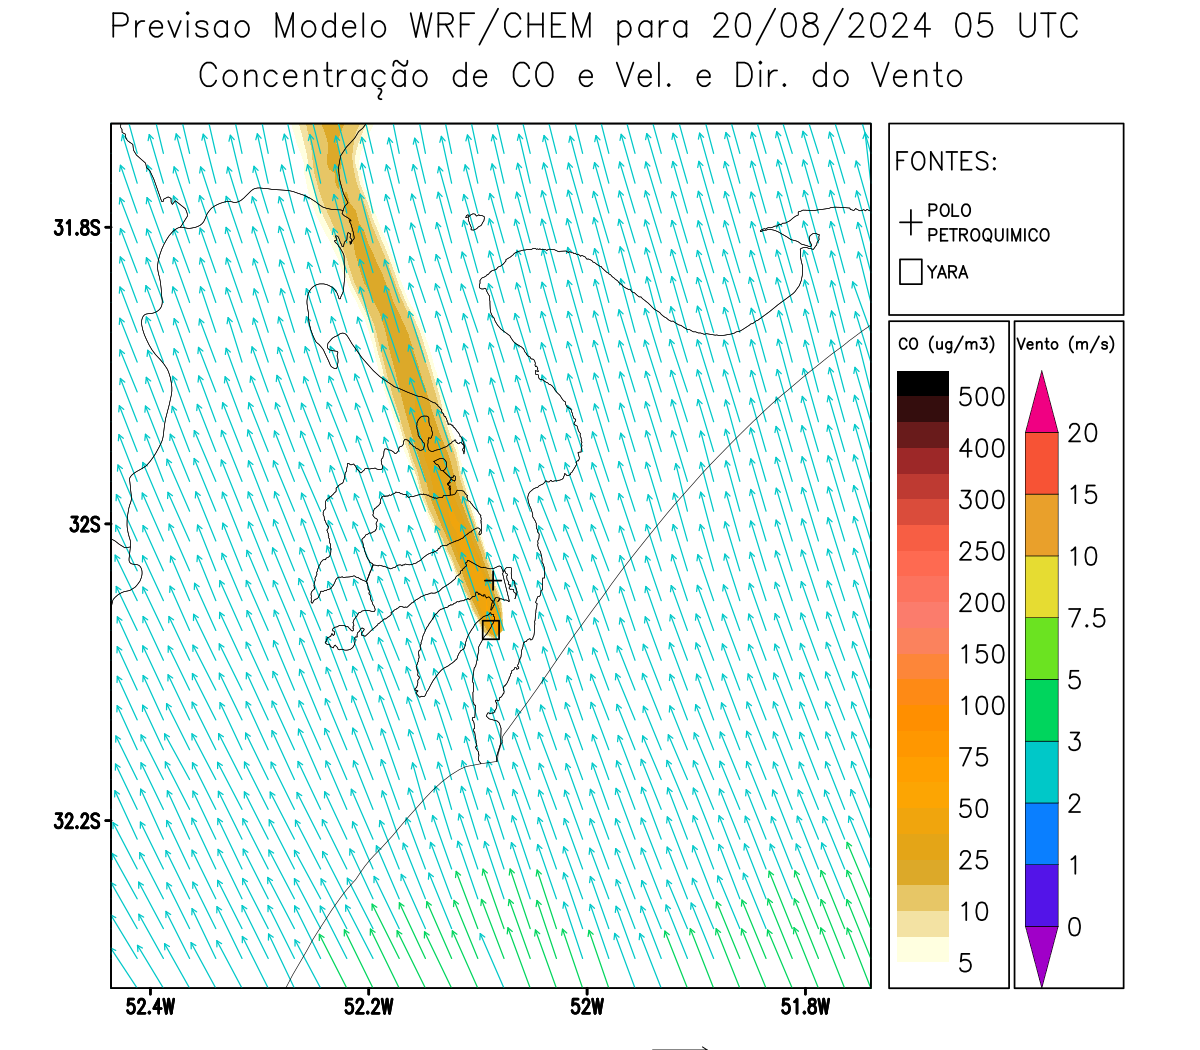 Previsao Modelo WRF/CHEM para 20/08/2024 05 UTC
Concentração de CO e Vel. e Dir. do Vento
FONTES:
POLO
PETROQUIMICO
YARA
31.8S
32S
32.2S
52.4W
52.2W
52W
51.8W
CO (ug/m3)
500
400
300
250
200
150
100
75
50
25
10
5
Vento (m/s)
20
15
10
7.5
5
3
2
1
0